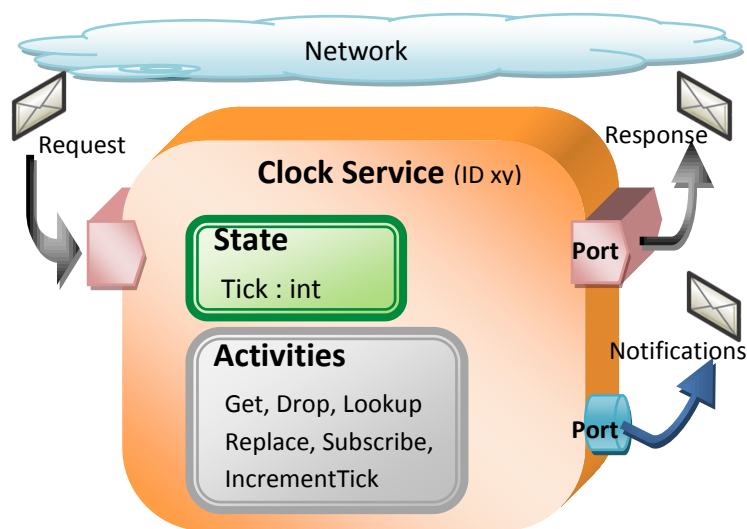 Network
Request
Response
Clock Service (ID xy)
State
Tick : int
Port
Activities
Get, Drop, Lookup
Replace, Subscribe,
IncrementTick
Notifications
Port